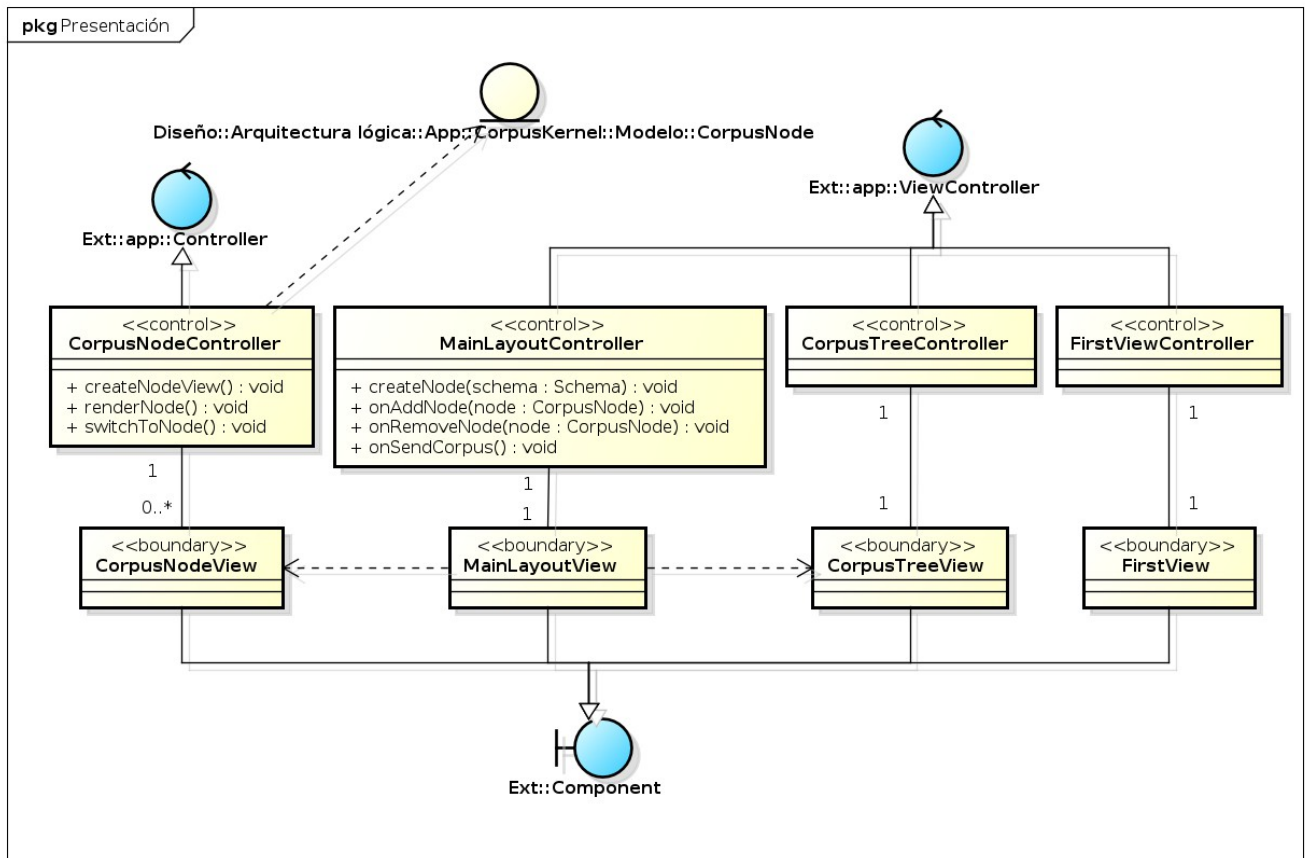 pkg Presentación
Diseño::Arquitectura lógica::App::CorpusKernel::Modelo::CorpusNode
Ext::app::ViewController
Ext::app::Controller
<<control>>
CorpusNodeController
+ createNodeView() : void
+ renderNode() : void
+ switchToNode() : void
<<control>>
MainLayoutController
+ createNode(schema : Schema) : void
+ onAddNode(node : CorpusNode) : void
+ onRemoveNode(node : CorpusNode) : void
+ onSendCorpus() : void
<<control>>
CorpusTreeController
<<control>>
FirstViewController
1
0..*
1
1
1
1
1
1
<<boundary>>
CorpusNodeView
<<boundary>>
MainLayoutView
<<boundary>>
CorpusTreeView
<<boundary>>
FirstView
Ext::Component